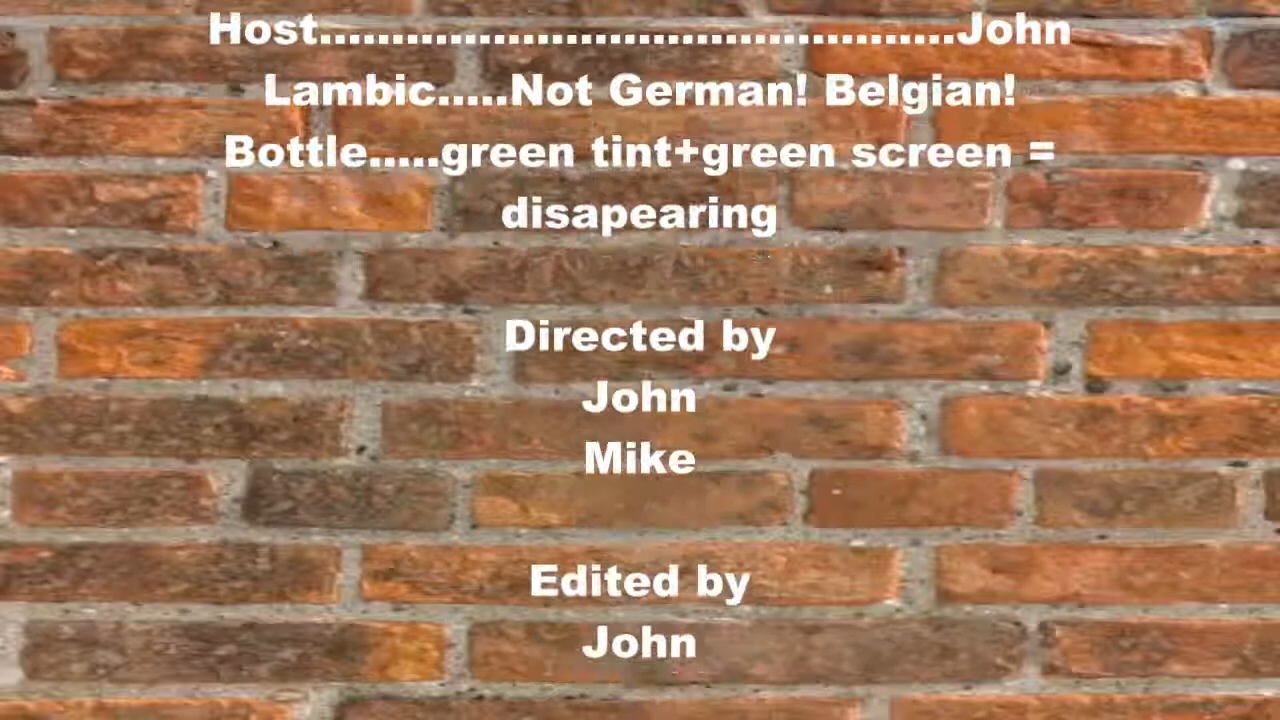 Host............................................John
Lambic.....Not German! Belgian!
Bottle.....green tint+green screen =
disapearing
Directed by
John
Mike
Edited by
John